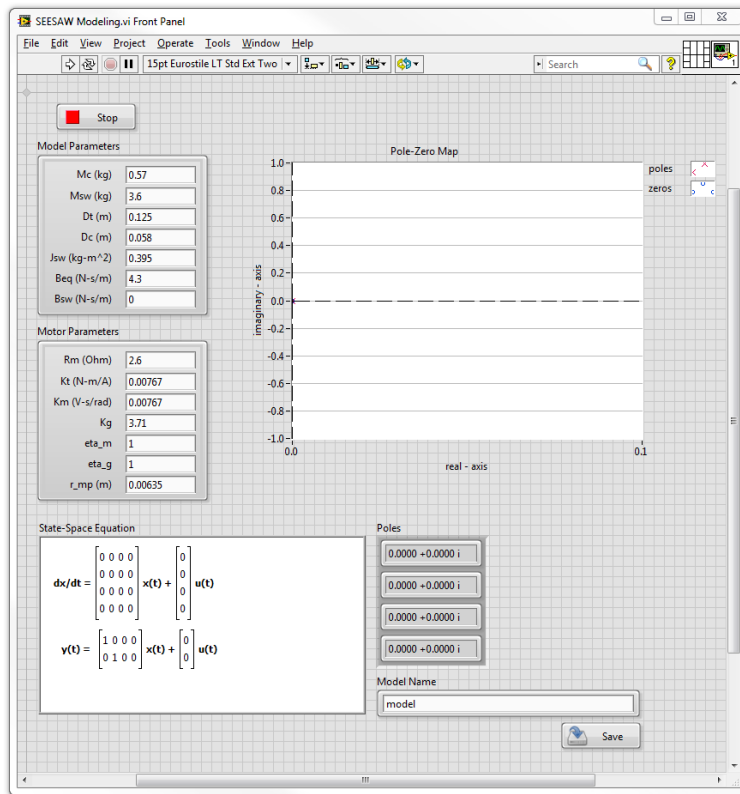 SEESAW Modeling.vi Front Panel
File Edit View Project Operate Tools Window Help
15pt Eurostile LT Std Ext Two
Search
?
1
Stop
Model Parameters
Mc (kg) 0.57
Msw (kg) 3.6
Dt (m) 0.125
Dc (m) 0.058
Jsw (kg-m^2) 0.395
Beq (N-s/m) 4.3
Bsw (N-s/m) 0
Motor Parameters
Rm (Ohm) 2.6
Kt (N-m/A) 0.00767
Km (V-s/rad) 0.00767
Kg 3.71
eta_m 1
eta_g 1
r_mp (m) 0.00635
Pole-Zero Map
1.0
0.8
0.6
0.4
0.2
0.0
-0.2
-0.4
-0.6
-0.8
-1.0
imaginary - axis
0.0 0.1
real - axis
poles
zeros
State-Space Equation
0 0 0 0 0
0 0 0 0 0
dx/dt = x(t) + u(t)
0 0 0 0 0
0 0 0 0 0
1 0 0 0 0
y(t) = x(t) + u(t)
0 1 0 0 0
Poles
0.0000 +0.0000 i
0.0000 +0.0000 i
0.0000 +0.0000 i
0.0000 +0.0000 i
Model Name
model
Save